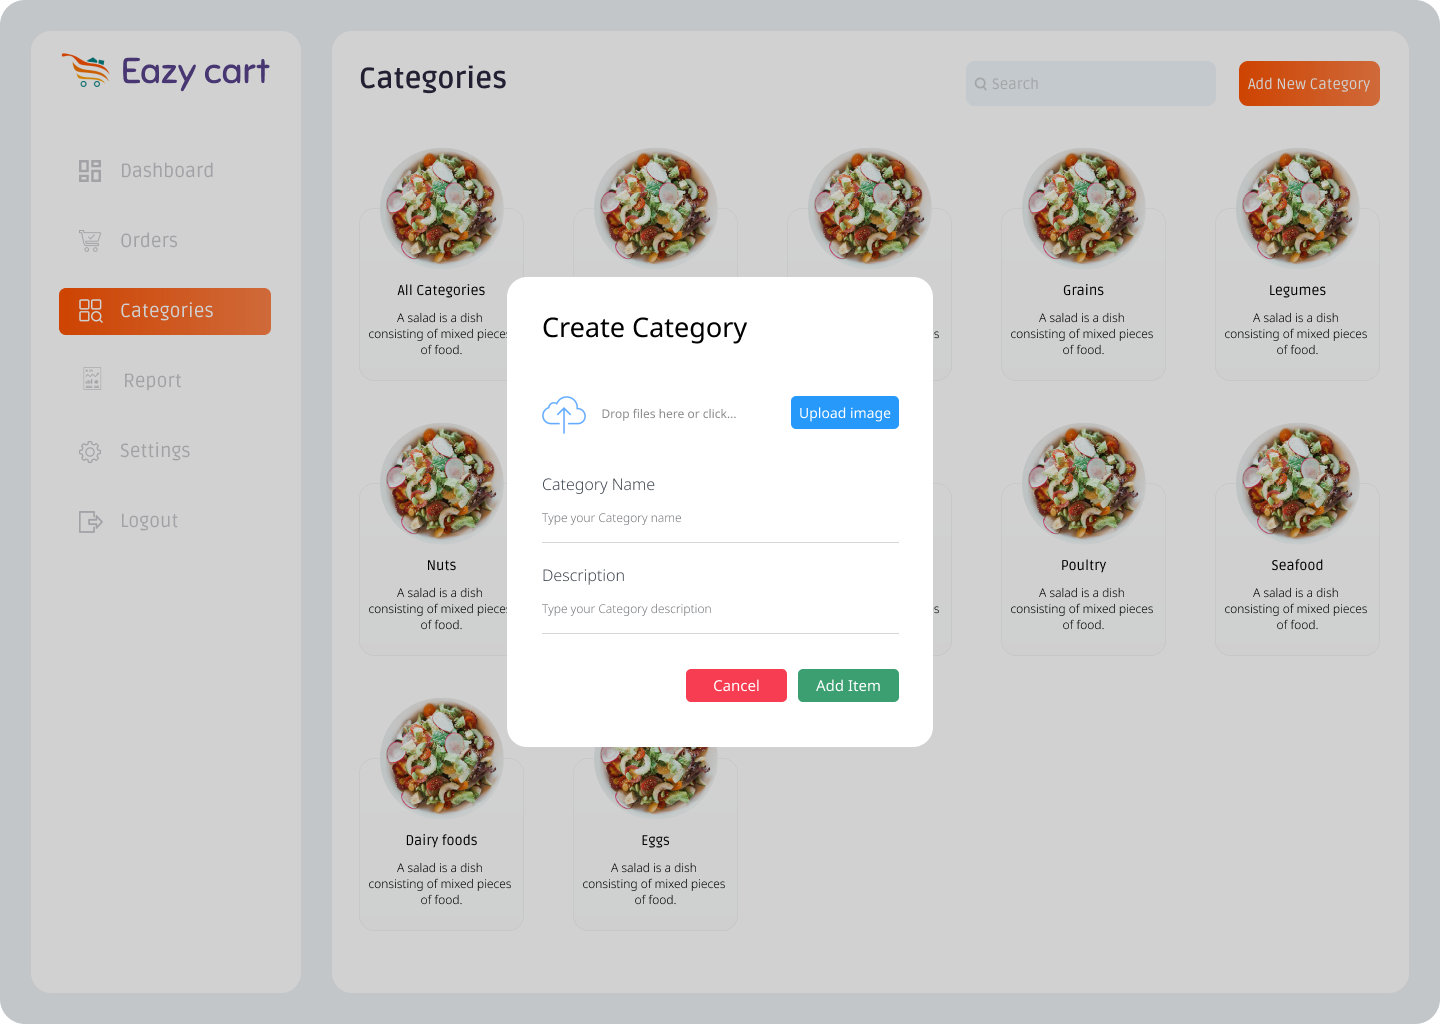 Eazy cart
Dashboard
Orders
Categories
Report
Settings
Logout
Categories
Search
Add New Category
All Categories
A salad is a dish
consisting of mixed pieces
of food.
Grains
A salad is a dish
consisting of mixed pieces
of food.
Legumes
A salad is a dish
consisting of mixed pieces
of food.
Create Category
Drop files here or click...
Upload image
Category Name
Type your Category name
Description
Type your Category description
Cancel
Add Item
Nuts
A salad is a dish
consisting of mixed pieces
of food.
Poultry
A salad is a dish
consisting of mixed pieces
of food.
Seafood
A salad is a dish
consisting of mixed pieces
of food.
Dairy foods
A salad is a dish
consisting of mixed pieces
of food.
Eggs
A salad is a dish
consisting of mixed pieces
of food.